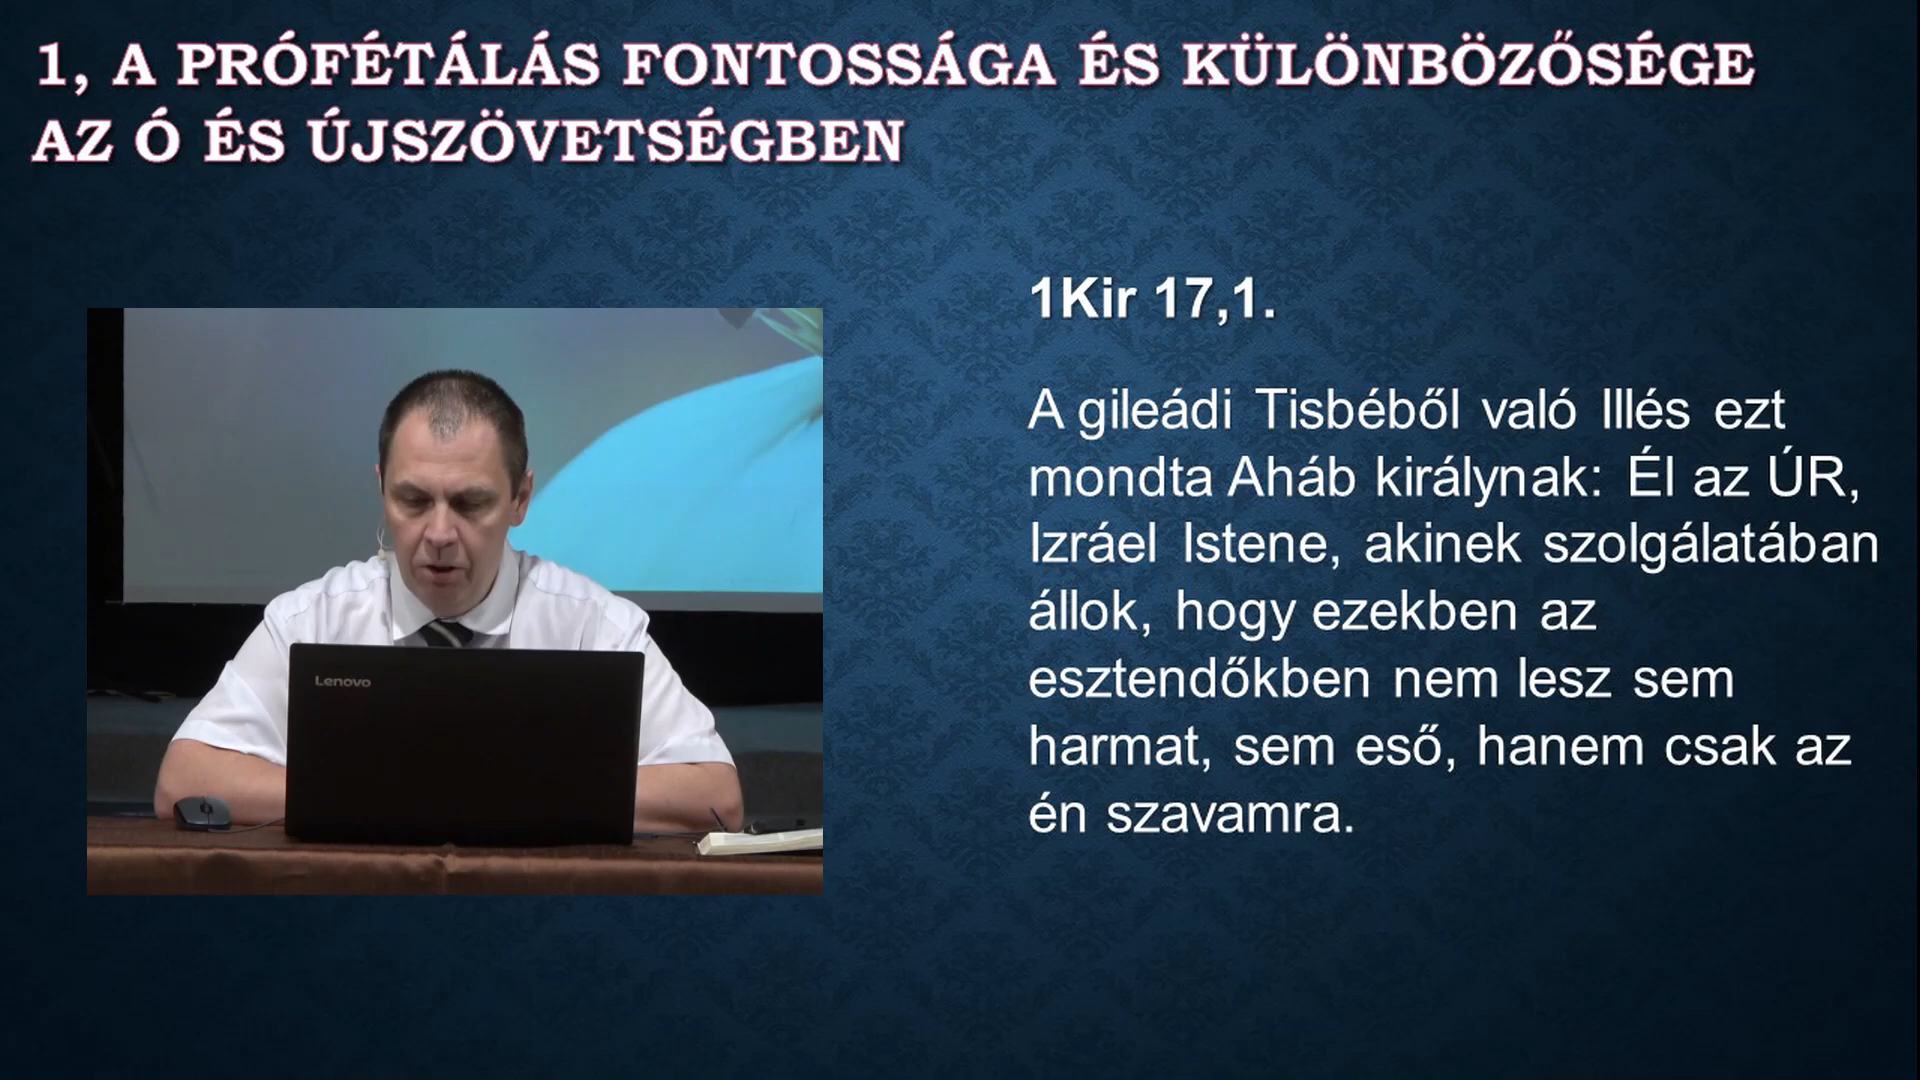 1, A PRÓFÉTÁLÁS FONTOSSÁGA ÉS KÜLÖNBÖZŐSÉGE
AZ Ó ÉS ÚJSZÖVETSÉGBEN
1Kir 17,1.
A gileádi Tisbéből való Illés ezt
mondta Aháb királynak: Él az ÚR,
Izráel Istene, akinek szolgálatában
állok, hogy ezekben az
esztendőkben nem lesz sem
harmat, sem eső, hanem csak az
én szavamra.
Lenovo